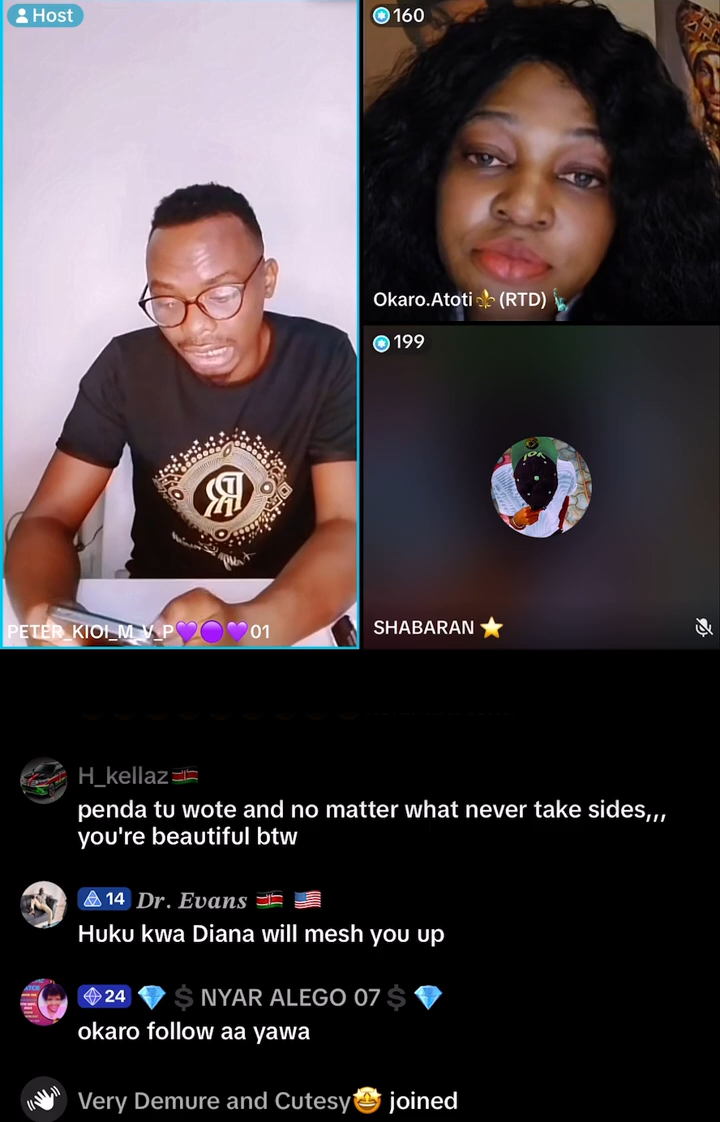 Host
160
Okaro.Atoti⚜️(RTD)🗽
199
PETER_KIOI_M_V_P💜🟣💜01
SHABARAN ⭐
H_kellaz🇰🇪
penda tu wote and no matter what never take sides,,,
you're beautiful btw
14 Dr. Evans 🇰🇪 🇺🇸
Huku kwa Diana will mesh you up
24 💎💲NYAR ALEGO 07💲💎
okaro follow aa yawa
Very Demure and Cutesy🤩 joined